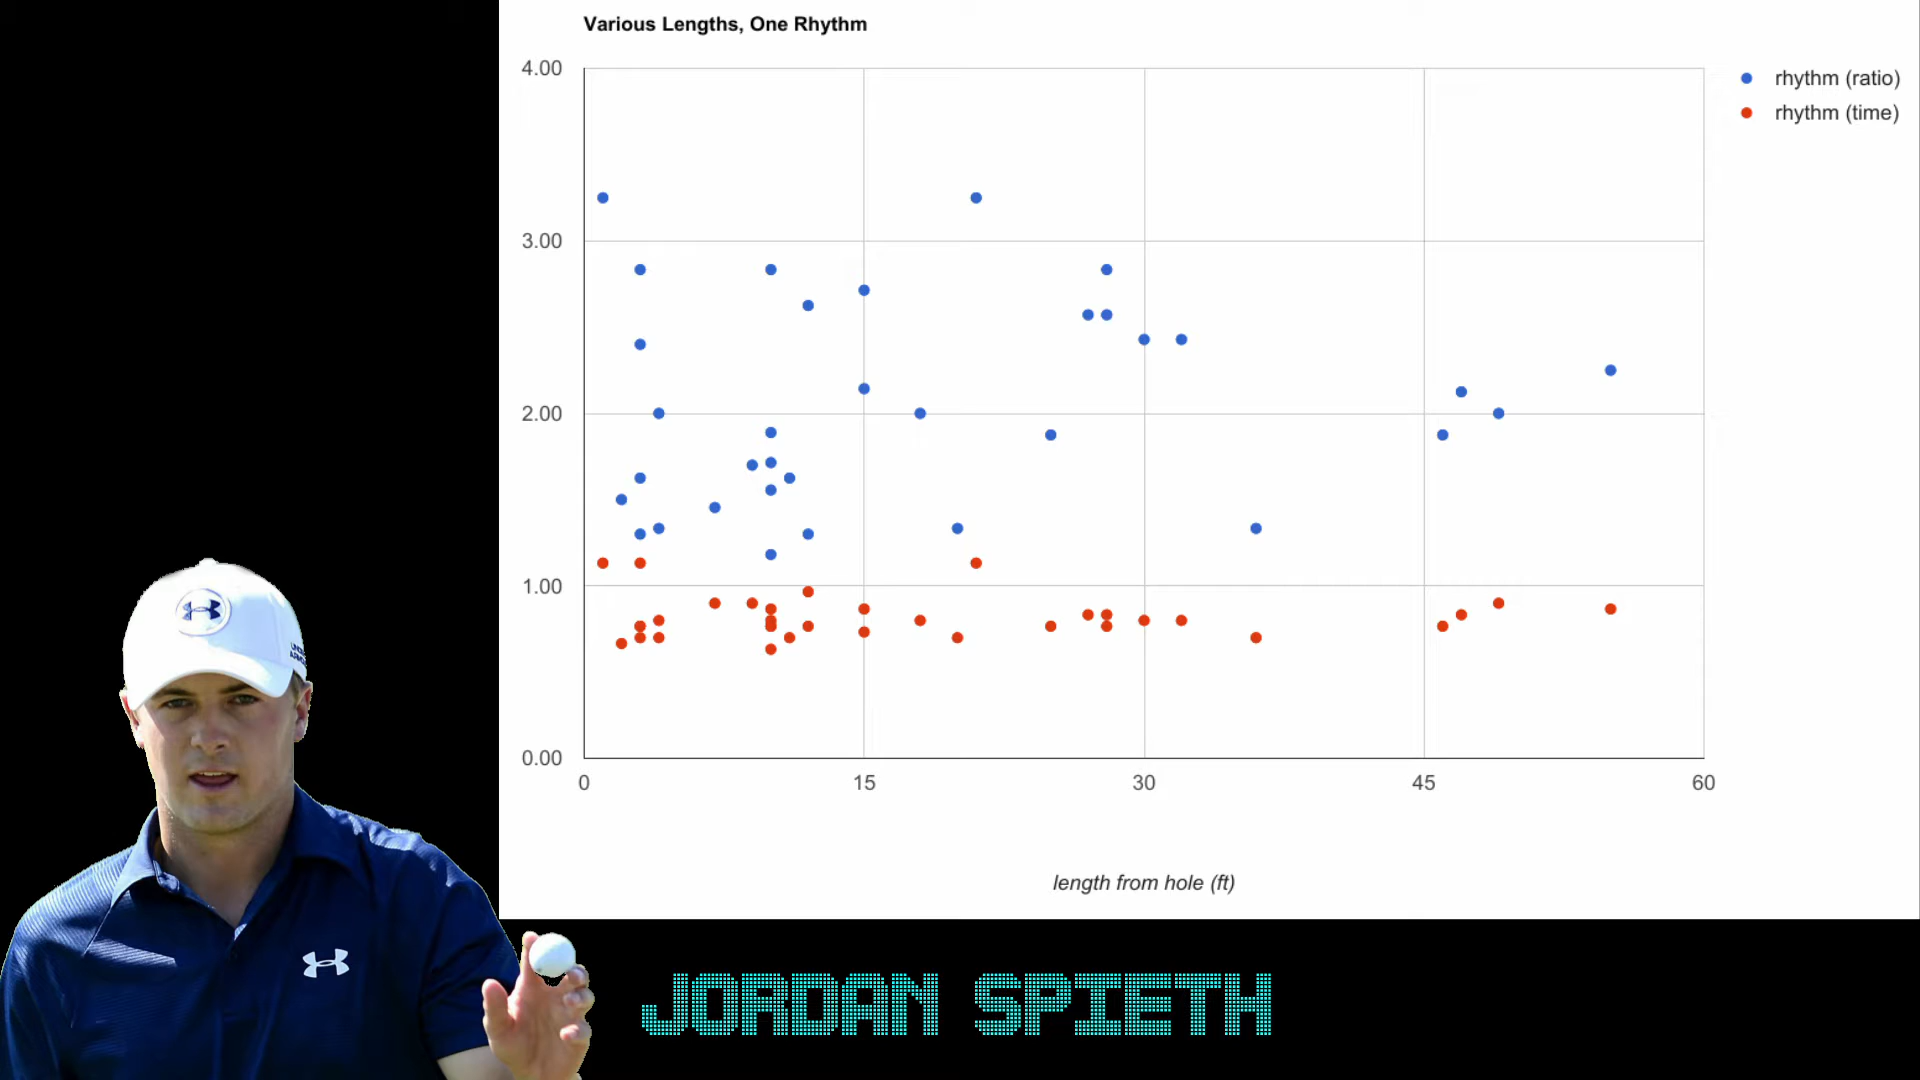 Various Lengths, One Rhythm
4.00
3.00
2.00
1.00
0.00
0 15 30 45 60
length from hole (ft)
rhythm (ratio)
rhythm (time)
JORDAN SPIETH